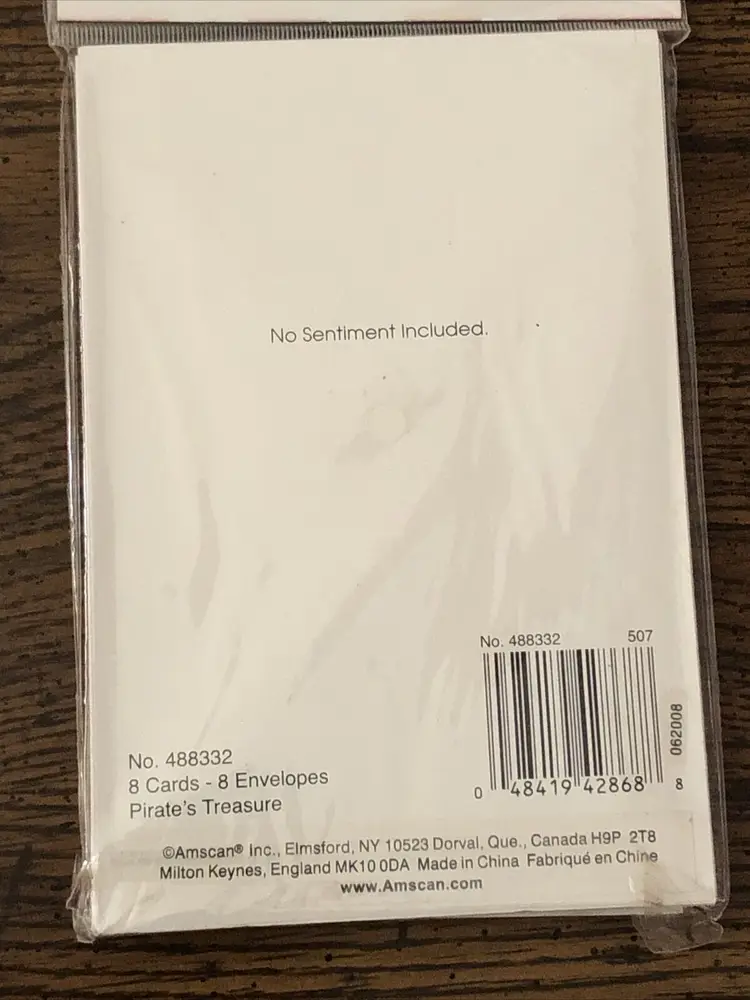 No Sentiment Included.
No. 488332 507
0 48419 42868 8
062008
No. 488332
8 Cards - 8 Envelopes
Pirate's Treasure
©Amscan® Inc., Elmsford, NY 10523 Dorval, Que., Canada H9P 2T8
Milton Keynes, England MK10 0DA Made in China Fabriqué en Chine
www.Amscan.com